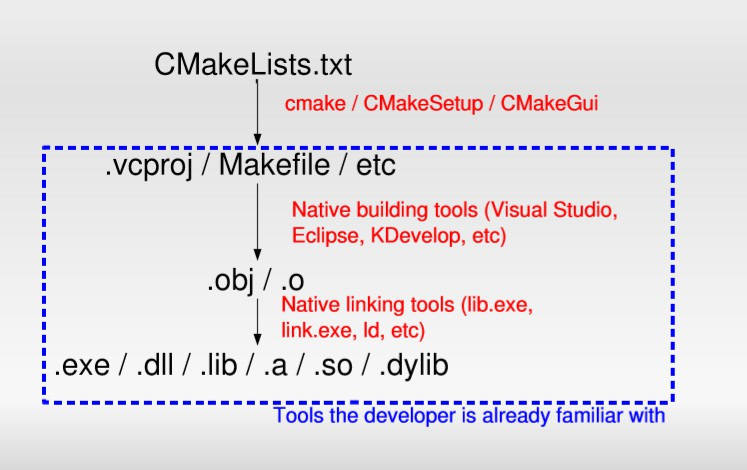 CMakeLists.txt
cmake / CMakeSetup / CMakeGui
.vcproj / Makefile / etc
Native building tools (Visual Studio,
Eclipse, KDevelop, etc)
.obj / .o
Native linking tools (lib.exe,
link.exe, ld, etc)
.exe / .dll / .lib / .a / .so / .dylib
Tools the developer is already familiar with